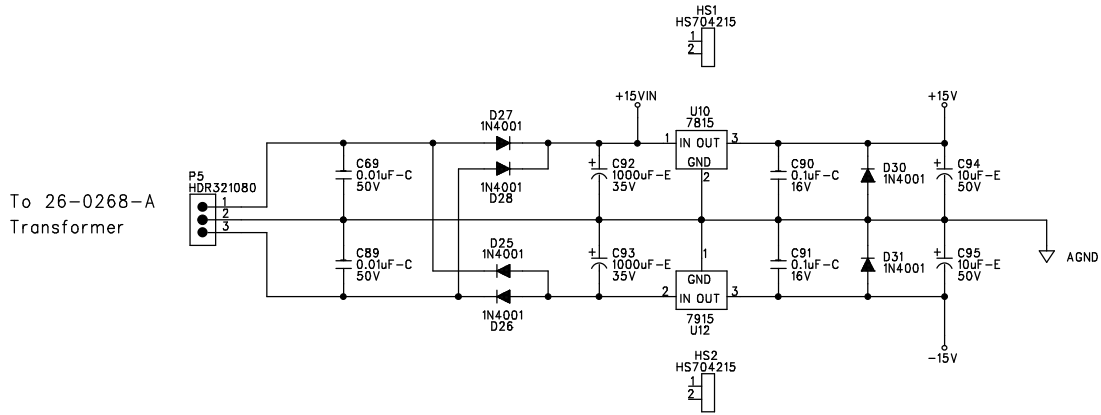 HS1
HS704215
1
2
+15VIN
+15V
U10
7815
1
3
IN OUT
GND
2
D27
1N4001
1N4001
D28
C69
0.01uF-C
50V
C92
1000uF-E
35V
+
C90
0.1uF-C
16V
D30
1N4001
C94
10uF-E
50V
+
To 26-0268-A
Transformer
P5
HDR321080
1
2
3
C89
0.01uF-C
50V
D25
1N4001
1N4001
D26
C93
1000uF-E
35V
+
1
GND
IN OUT
2
3
7915
U12
C91
0.1uF-C
16V
D31
1N4001
C95
10uF-E
50V
+
AGND
-15V
HS2
HS704215
1
2